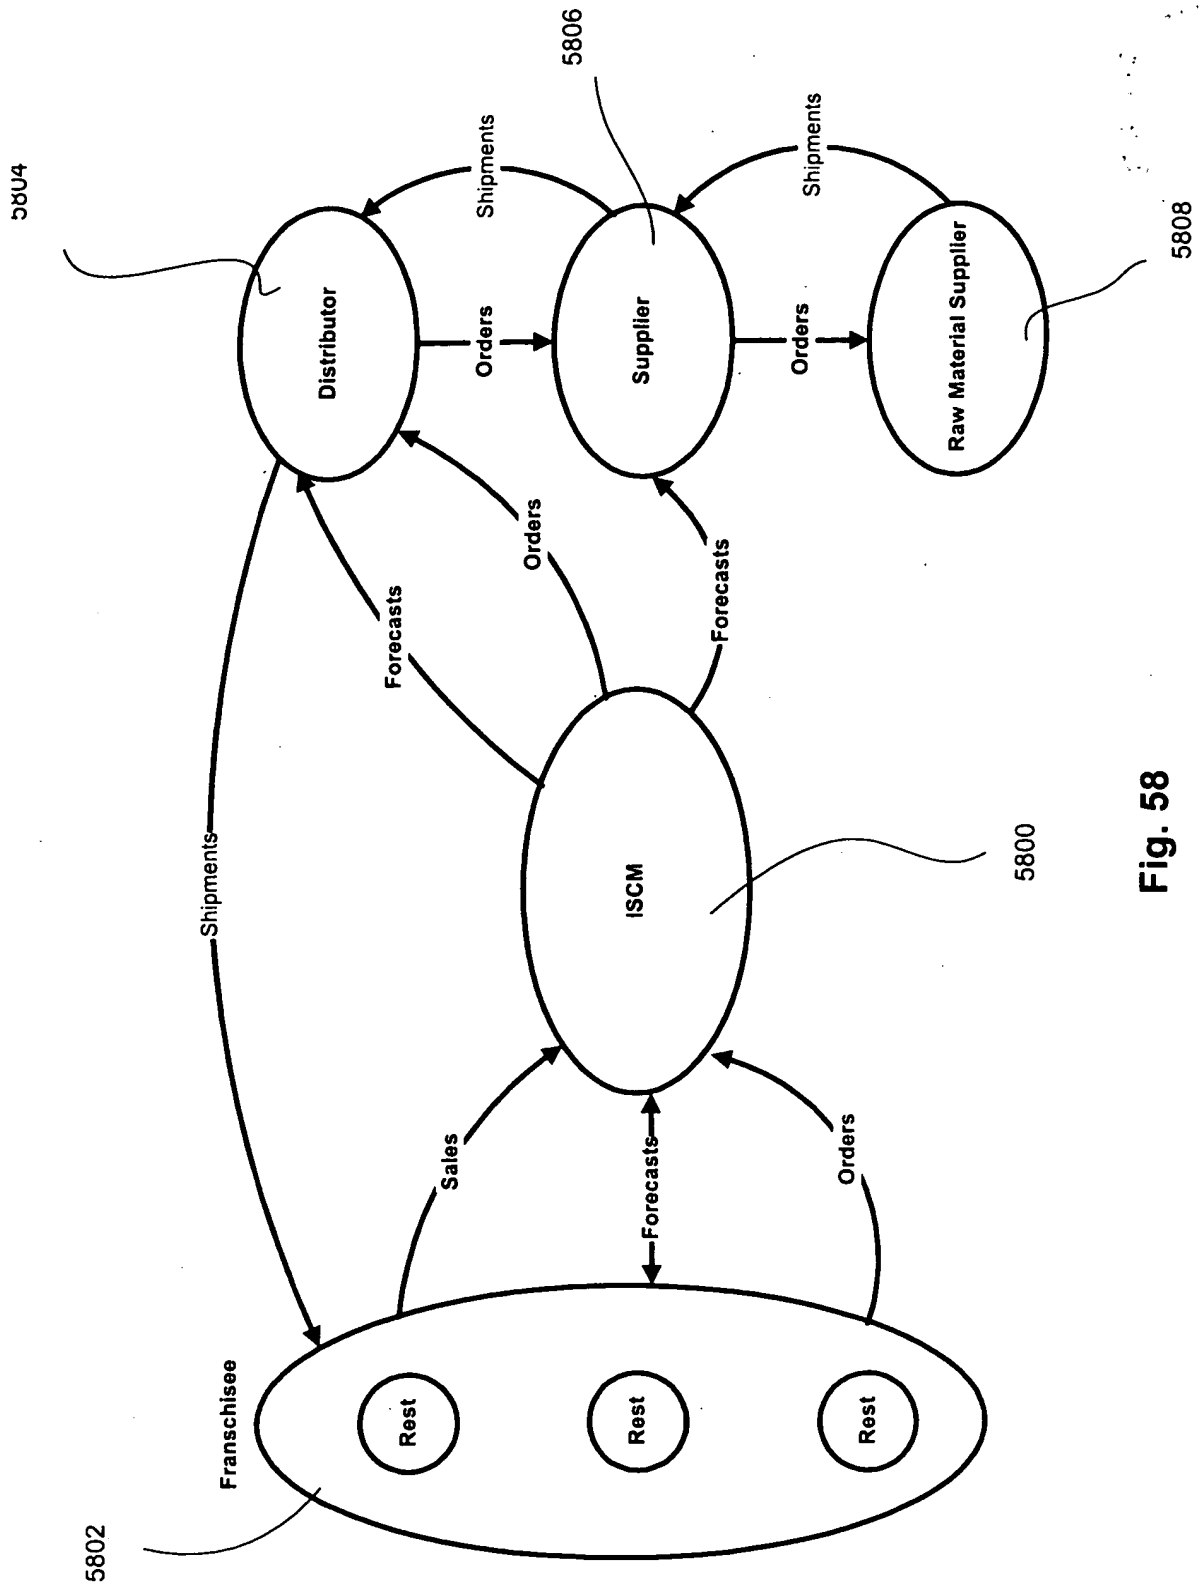 5802
Franschisee
Rest
Rest
Rest
Shipments
Sales
Forecasts
Orders
ISCM
5800
Forecasts
Orders
Forecasts
5804
Distributor
Orders
Shipments
5806
Supplier
Orders
Shipments
Raw Material Supplier
5808
Fig. 58